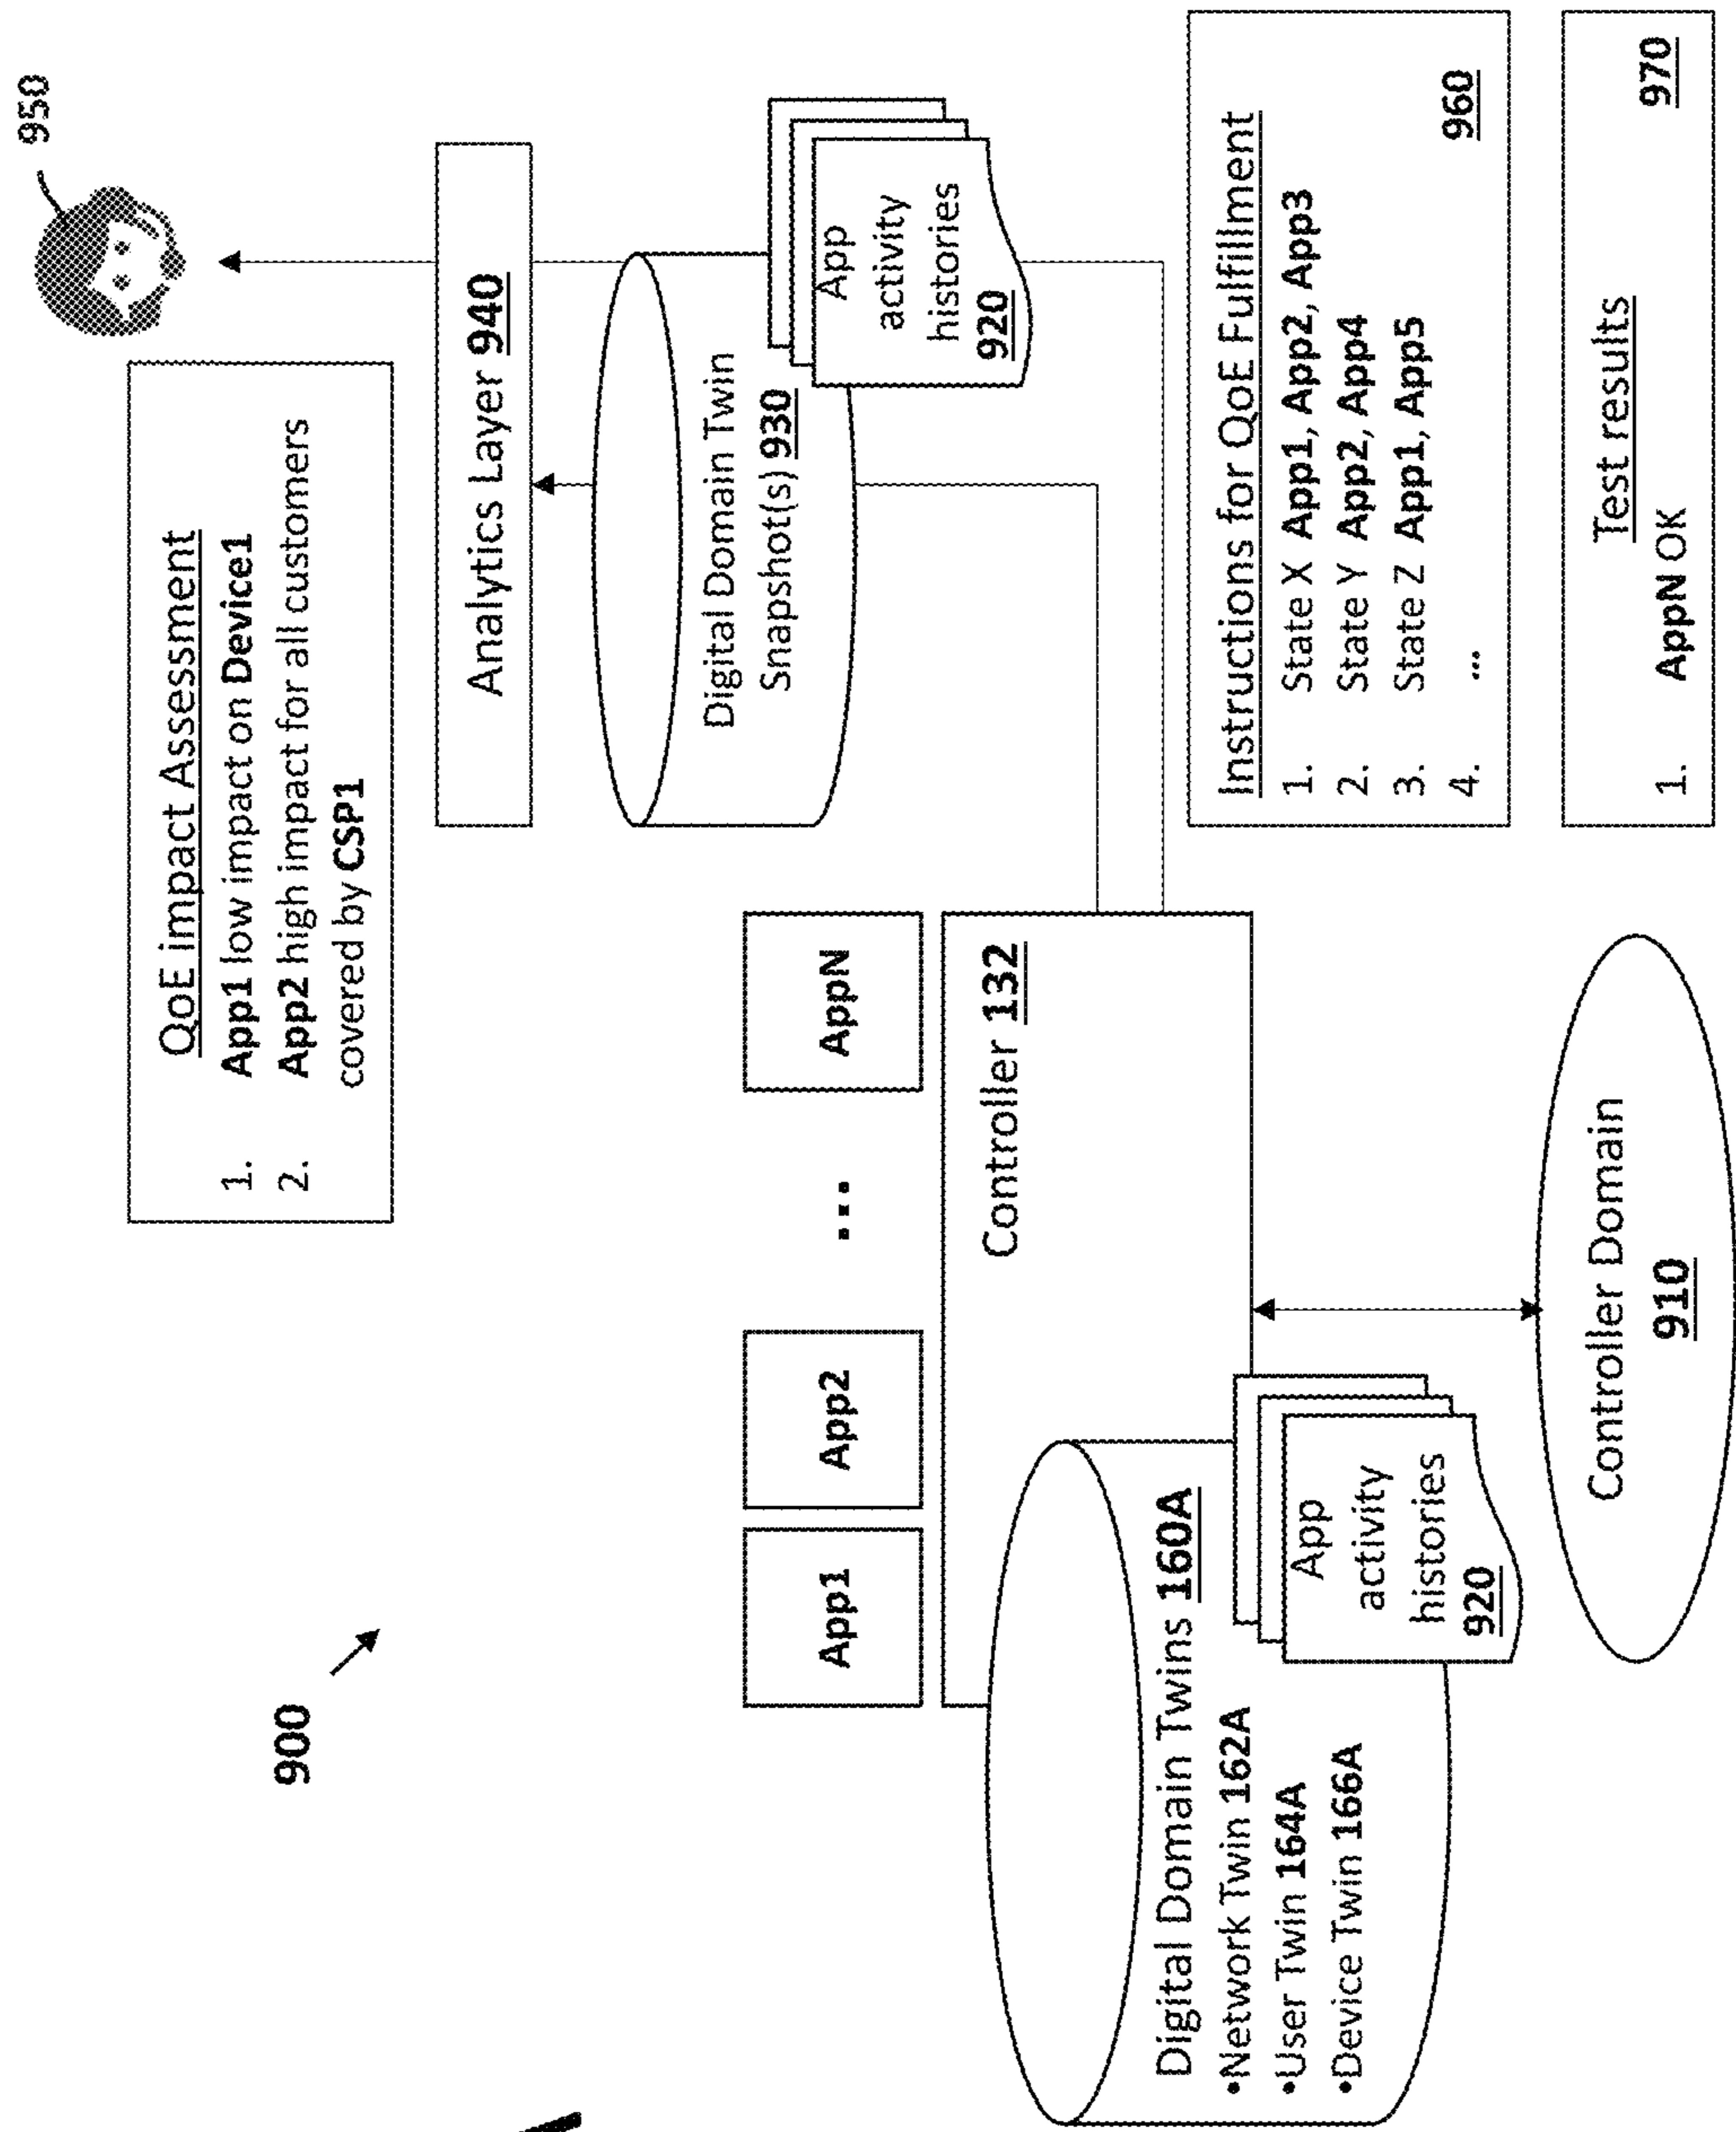 900
950
QoE impact Assessment
1. App1 low impact on Device1
2. App2 high impact for all customers
covered by CSP1
Analytics Layer 940
App1
App2
...
AppN
Digital Domain Twin
Snapshot(s) 930
App
activity
histories
920
Controller 132
Digital Domain Twins 160A
•Network Twin 162A
•User Twin 164A
•Device Twin 166A
App
activity
histories
920
Controller Domain
910
Instructions for QoE Fulfillment
1. State X App1, App2, App3
2. State Y App2, App4
3. State Z App1, App5
4. ...
960
Test results
1. AppN OK
970